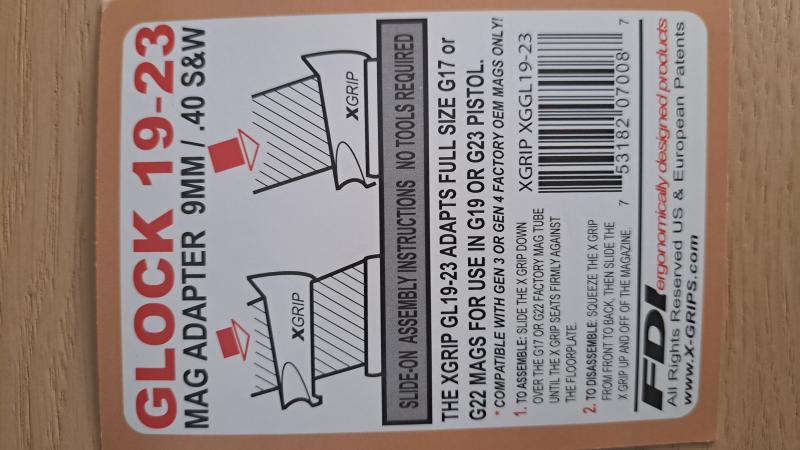 GLOCK 19-23
MAG ADAPTER 9MM / .40 S&W
XGRIP
XGRIP
SLIDE-ON ASSEMBLY INSTRUCTIONS NO TOOLS REQUIRED
THE XGRIP GL19-23 ADAPTS FULL SIZE G17 or
G22 MAGS FOR USE IN G19 OR G23 PISTOL.
* COMPATIBLE WITH GEN 3 OR GEN 4 FACTORY OEM MAGS ONLY!
1. TO ASSEMBLE: SLIDE THE X GRIP DOWN
OVER THE G17 OR G22 FACTORY MAG TUBE
UNTIL THE X GRIP SEATS FIRMLY AGAINST
THE FLOORPLATE.
2. TO DISASSEMBLE: SQUEEZE THE X GRIP
FROM FRONT TO BACK, THEN SLIDE THE
X GRIP UP AND OFF OF THE MAGAZINE.
XGRIP XGGL19-23
7 53182 07008 7
FDI ergonomically designed products
All Rights Reserved US & European Patents
www.X-GRIPS.com